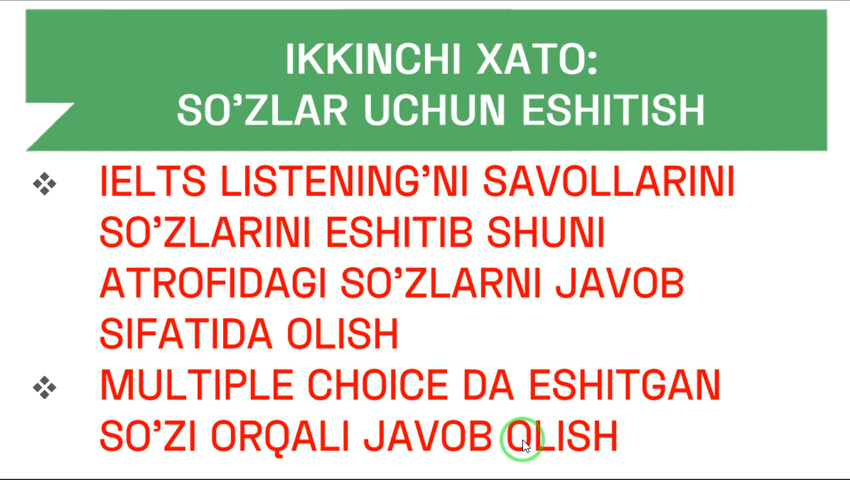 IKKINCHI XATO:
SO’ZLAR UCHUN ESHITISH
❖ IELTS LISTENING’NI SAVOLLARINI
SO’ZLARINI ESHITIB SHUNI
ATROFIDAGI SO’ZLARNI JAVOB
SIFATIDA OLISH
❖ MULTIPLE CHOICE DA ESHITGAN
SO’ZI ORQALI JAVOB OLISH